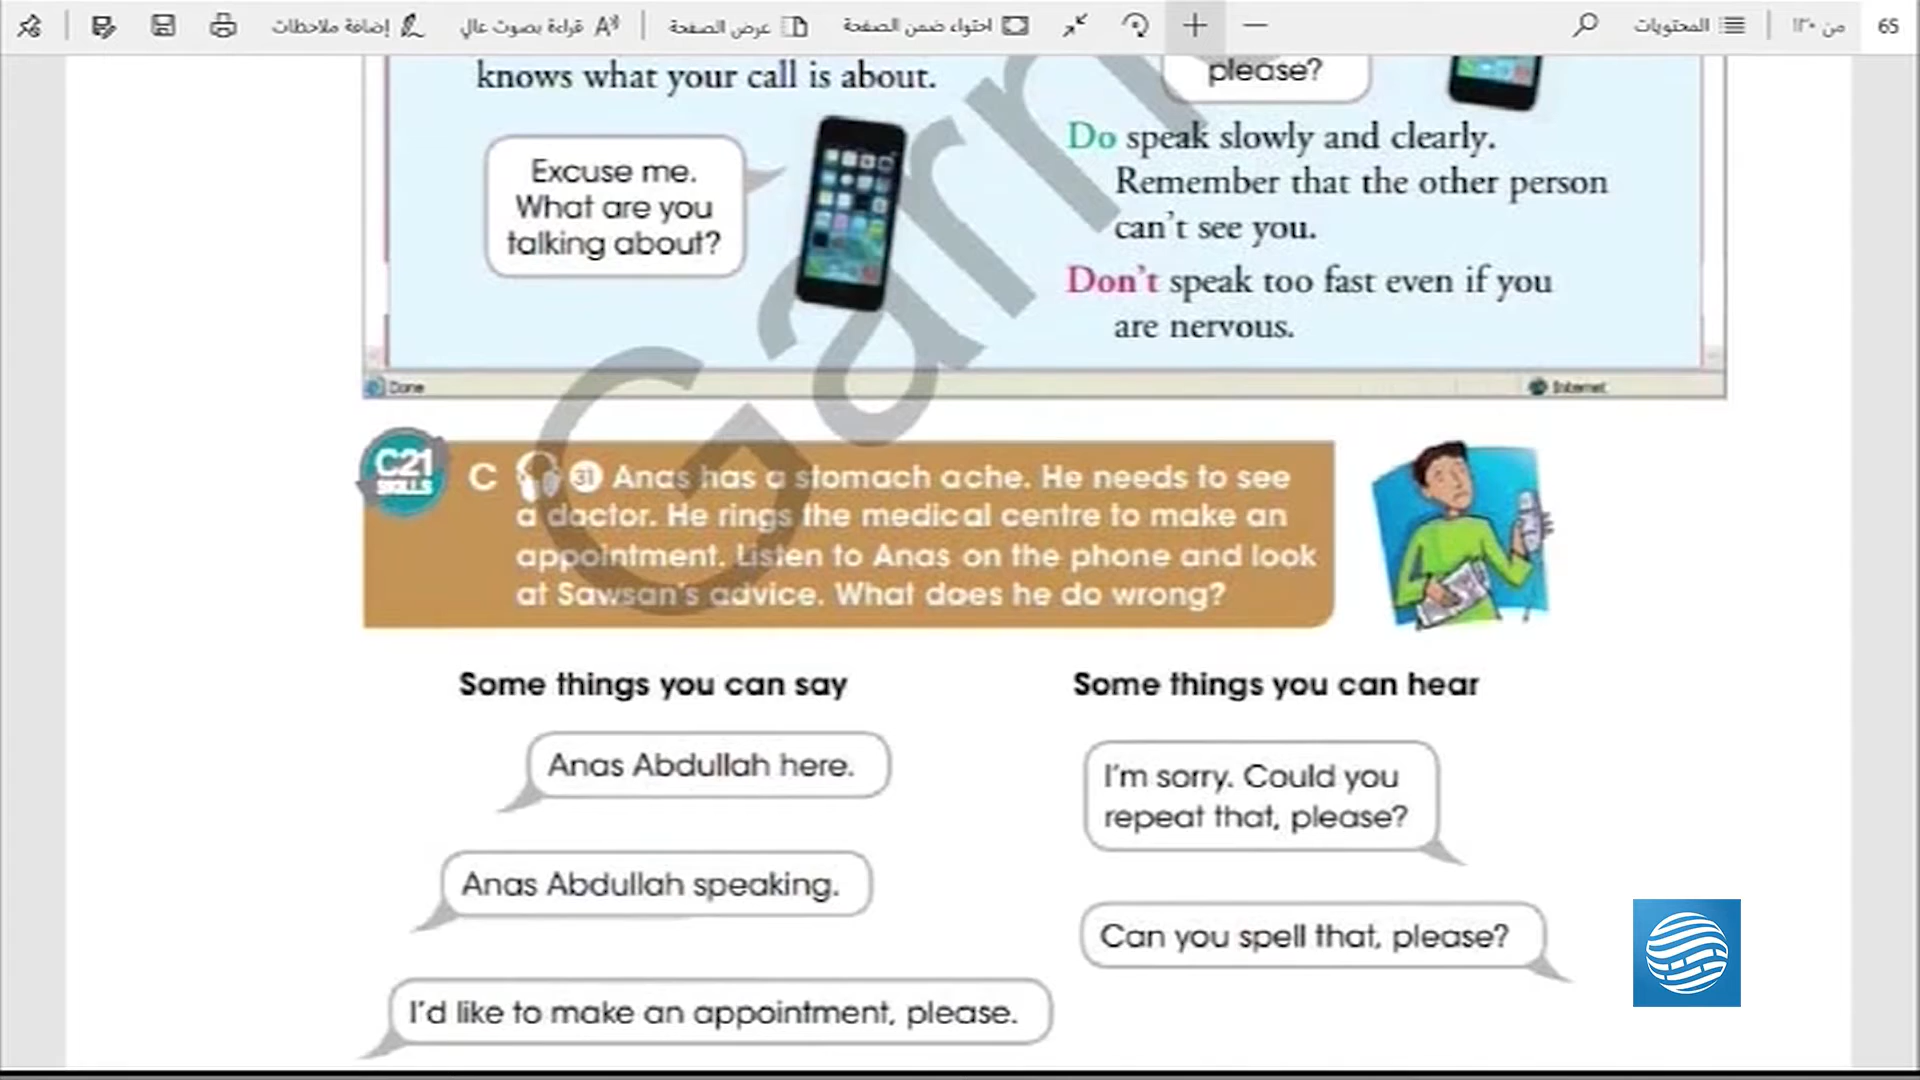 65
من ١٣٠
المحتويات
احتواء ضمن الصفحة
عرض الصفحة
قراءة بصوت عالٍ
إضافة ملاحظات
knows what your call is about.
Excuse me.
What are you
talking about?
please?
Do speak slowly and clearly.
Remember that the other person
can't see you.
Don't speak too fast even if you
are nervous.
Done
Internet
C21
SKILLS
C 31 Anas has a stomach ache. He needs to see
a doctor. He rings the medical centre to make an
appointment. Listen to Anas on the phone and look
at Sawsan's advice. What does he do wrong?
Some things you can say
Anas Abdullah here.
Anas Abdullah speaking.
I'd like to make an appointment, please.
Some things you can hear
I'm sorry. Could you
repeat that, please?
Can you spell that, please?